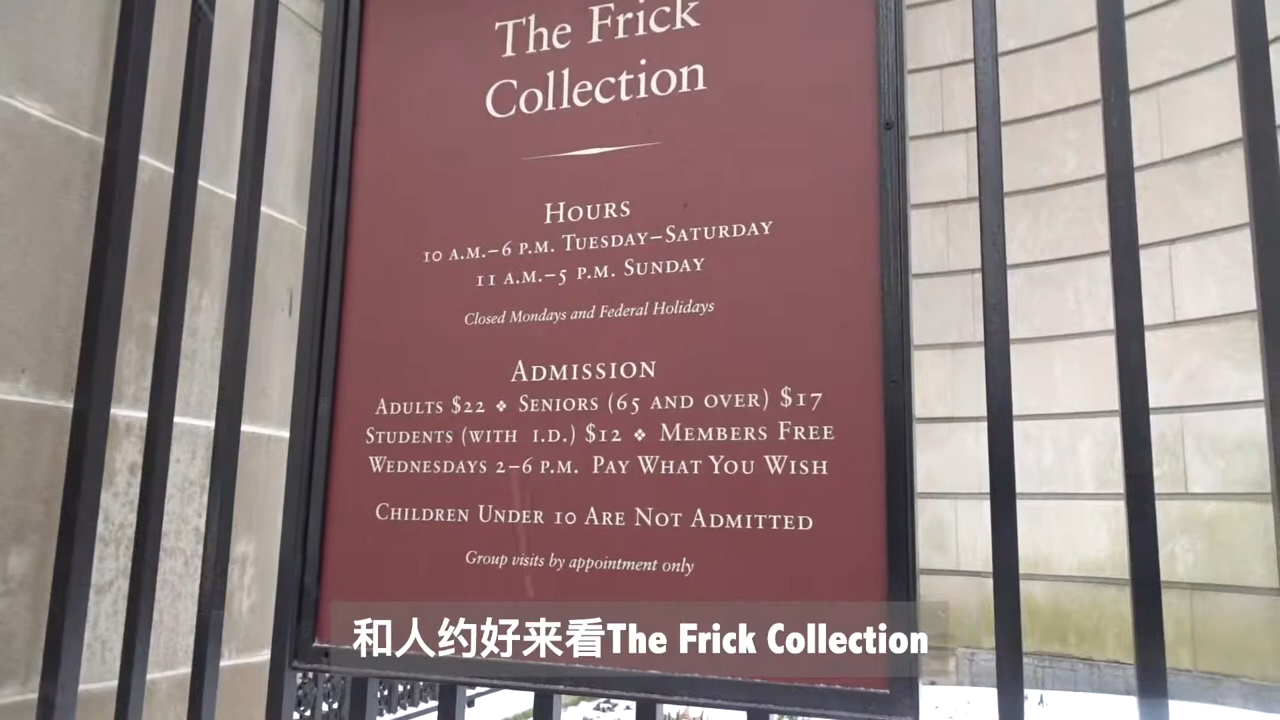 The Frick
Collection
HOURS
10 A.M.–6 P.M. TUESDAY–SATURDAY
11 A.M.–5 P.M. SUNDAY
Closed Mondays and Federal Holidays
ADMISSION
ADULTS $22 ❖ SENIORS (65 AND OVER) $17
STUDENTS (WITH I.D.) $12 ❖ MEMBERS FREE
WEDNESDAYS 2–6 P.M. PAY WHAT YOU WISH
CHILDREN UNDER 10 ARE NOT ADMITTED
Group visits by appointment only
和人约好来看The Frick Collection